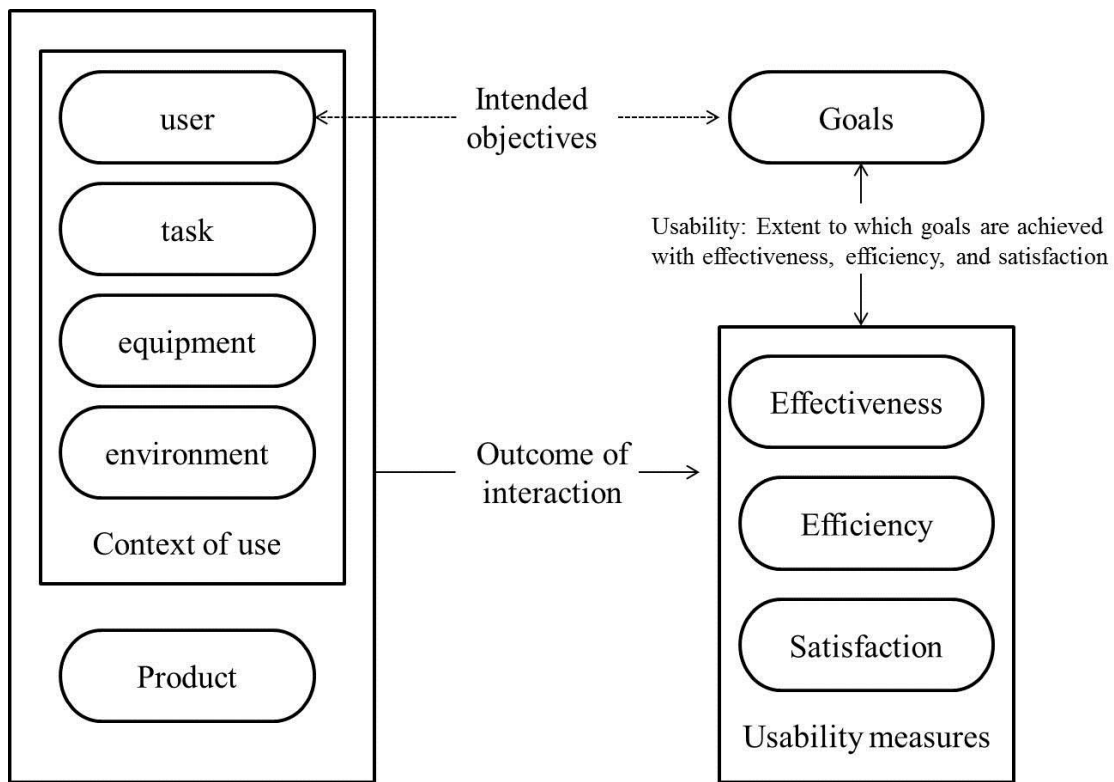 user
task
equipment
environment
Context of use
Product
Intended
objectives
Outcome of
interaction
Goals
Usability: Extent to which goals are achieved
with effectiveness, efficiency, and satisfaction
Effectiveness
Efficiency
Satisfaction
Usability measures